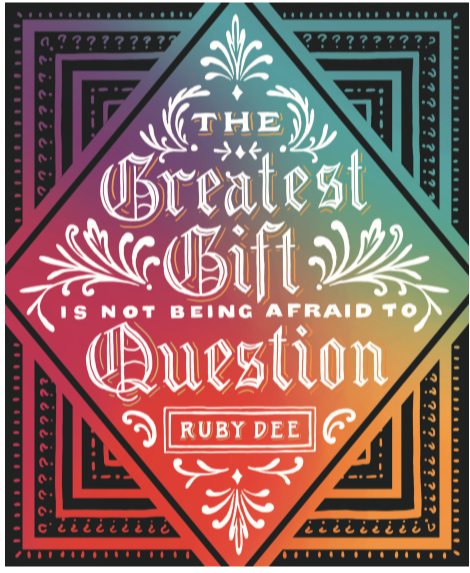 THE
Greatest
Gift
IS NOT BEING AFRAID TO
Question
RUBY DEE